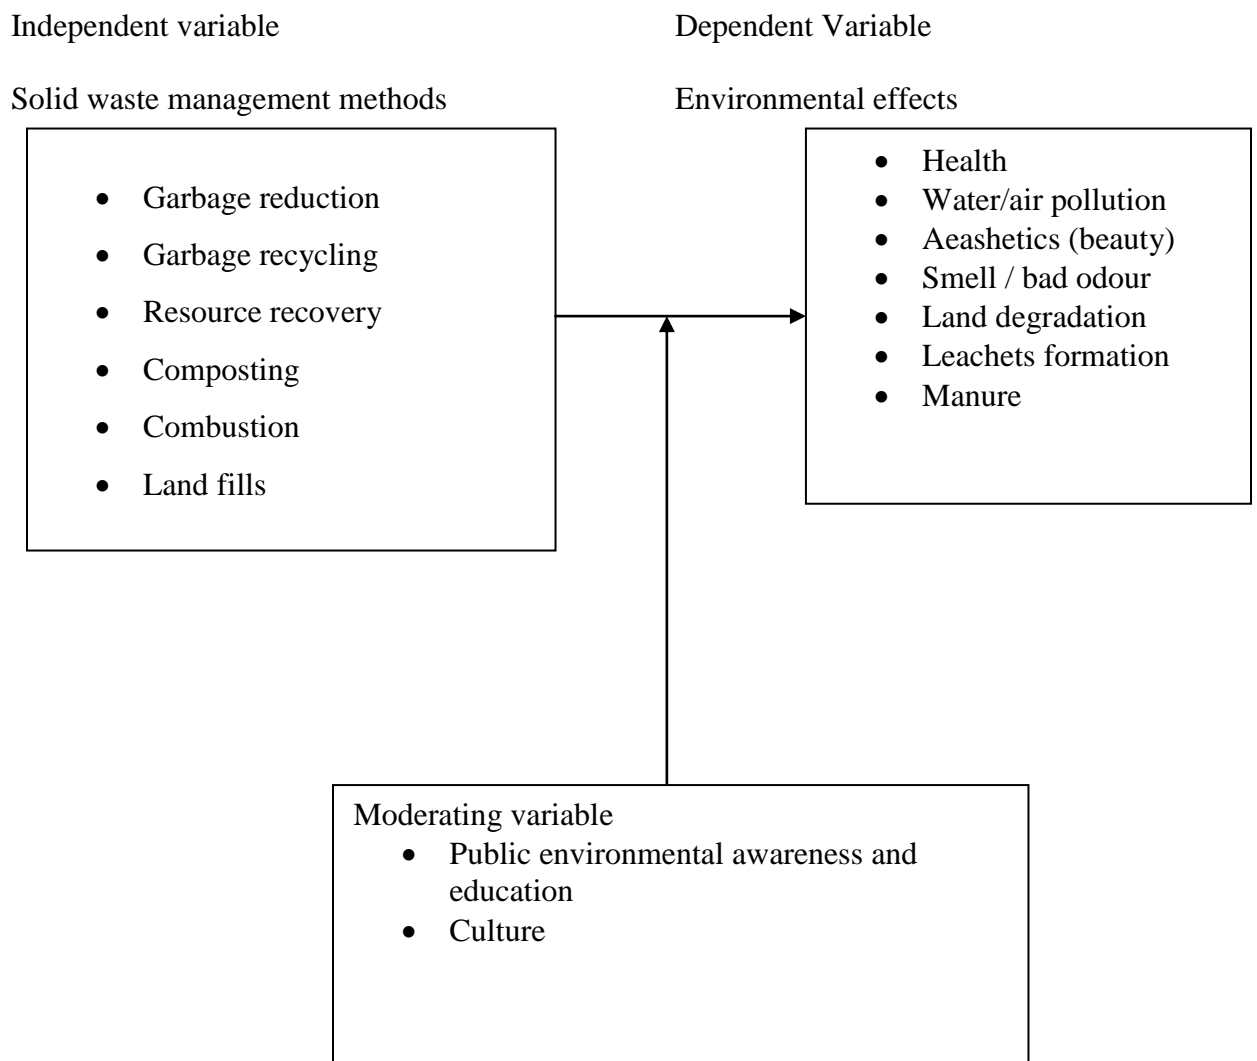 Independent variable
Dependent Variable
Solid waste management methods
Environmental effects
• Garbage reduction
• Garbage recycling
• Resource recovery
• Composting
• Combustion
• Land fills
• Health
• Water/air pollution
• Aeashetics (beauty)
• Smell / bad odour
• Land degradation
• Leachets formation
• Manure
Moderating variable
• Public environmental awareness and
education
• Culture